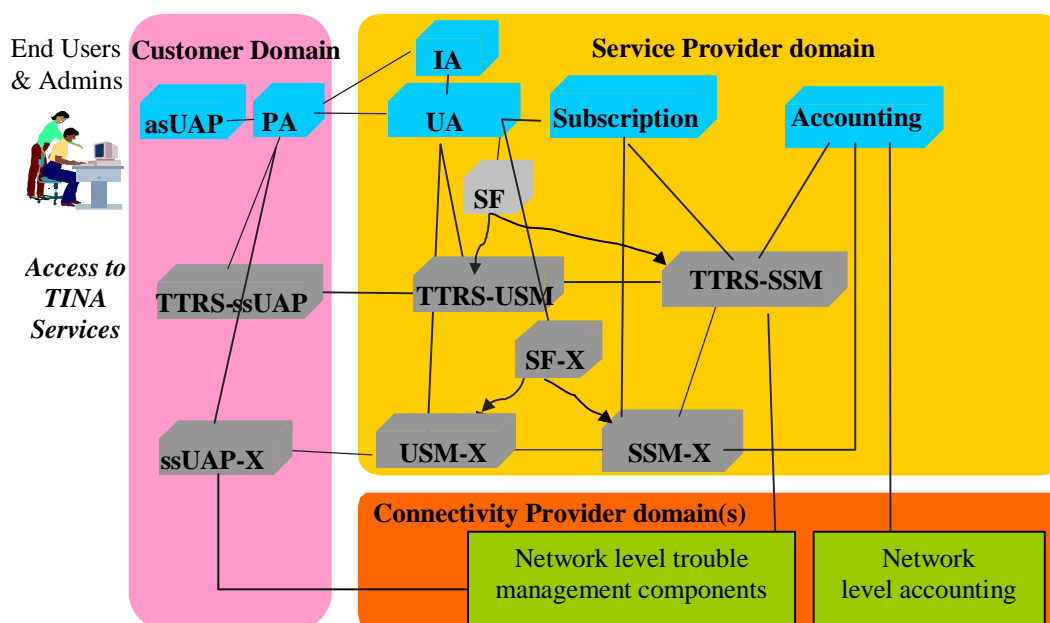 End Users
& Admins
Customer Domain
Service Provider domain
IA
asUAP
PA
UA
Subscription
Accounting
SF
Access to
TINA
Services
TTRS-ssUAP
TTRS-USM
TTRS-SSM
SF-X
ssUAP-X
USM-X
SSM-X
Connectivity Provider domain(s)
Network level trouble
management components
Network
level accounting